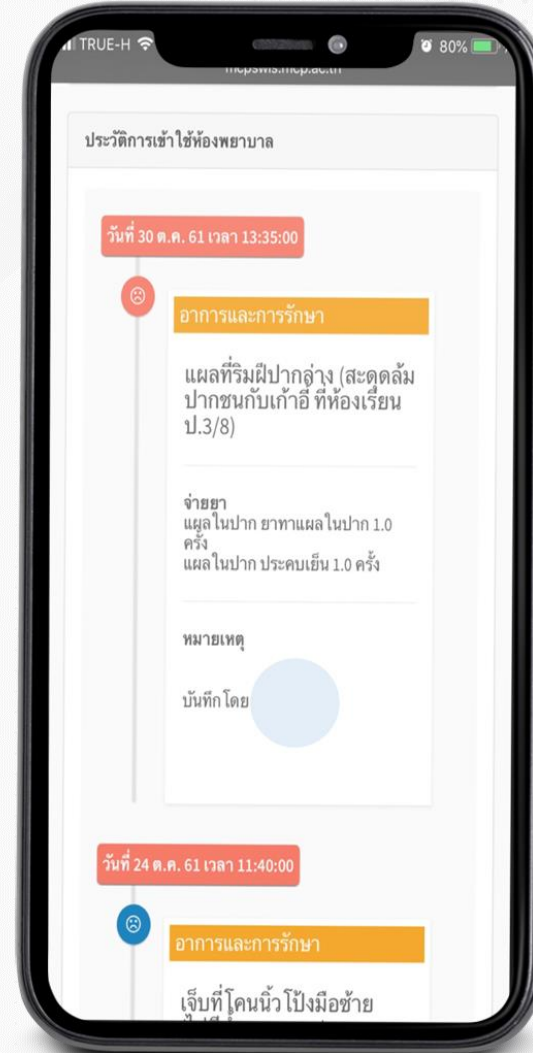 TRUE-H
80%
mcpswis.mcp.ac.th
ประวัติการเข้าใช้ห้องพยาบาล
วันที่ 30 ต.ค. 61 เวลา 13:35:00
อาการและการรักษา
แผลที่ริมฝีปากล่าง (สะดุดล้ม
ปากชนกับเก้าอี้ ที่ห้องเรียน
ป.3/8)
จ่ายยา
แผลในปาก ยาทาแผลในปาก 1.0
ครั้ง
แผลในปาก ประคบเย็น 1.0 ครั้ง
หมายเหตุ
บันทึกโดย
วันที่ 24 ต.ค. 61 เวลา 11:40:00
อาการและการรักษา
เจ็บที่โคนนิ้วโป้งมือซ้าย